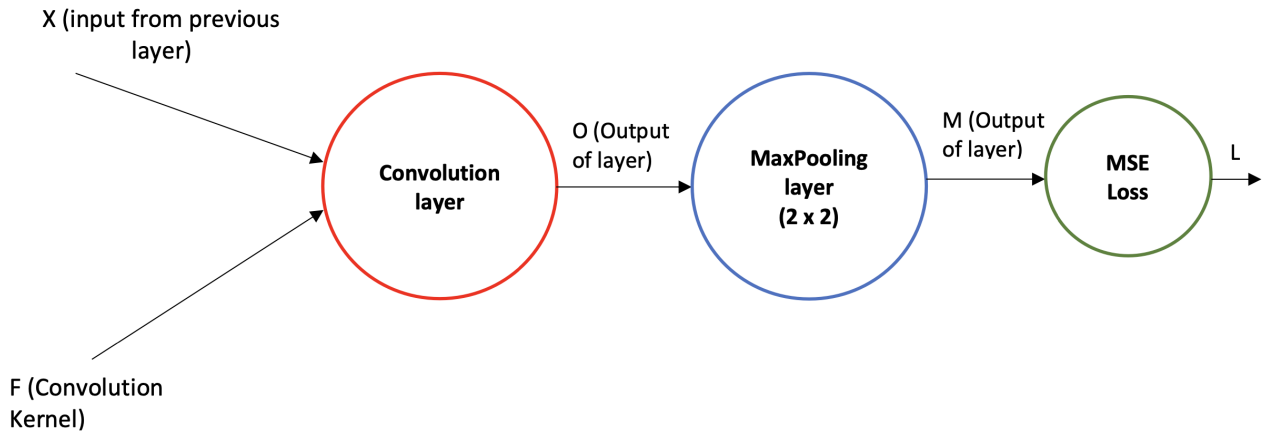 X (input from previous
layer)
O (Output
of layer)
M (Output
of layer)
L
Convolution
layer
MaxPooling
layer
(2 x 2)
MSE
Loss
F (Convolution
Kernel)